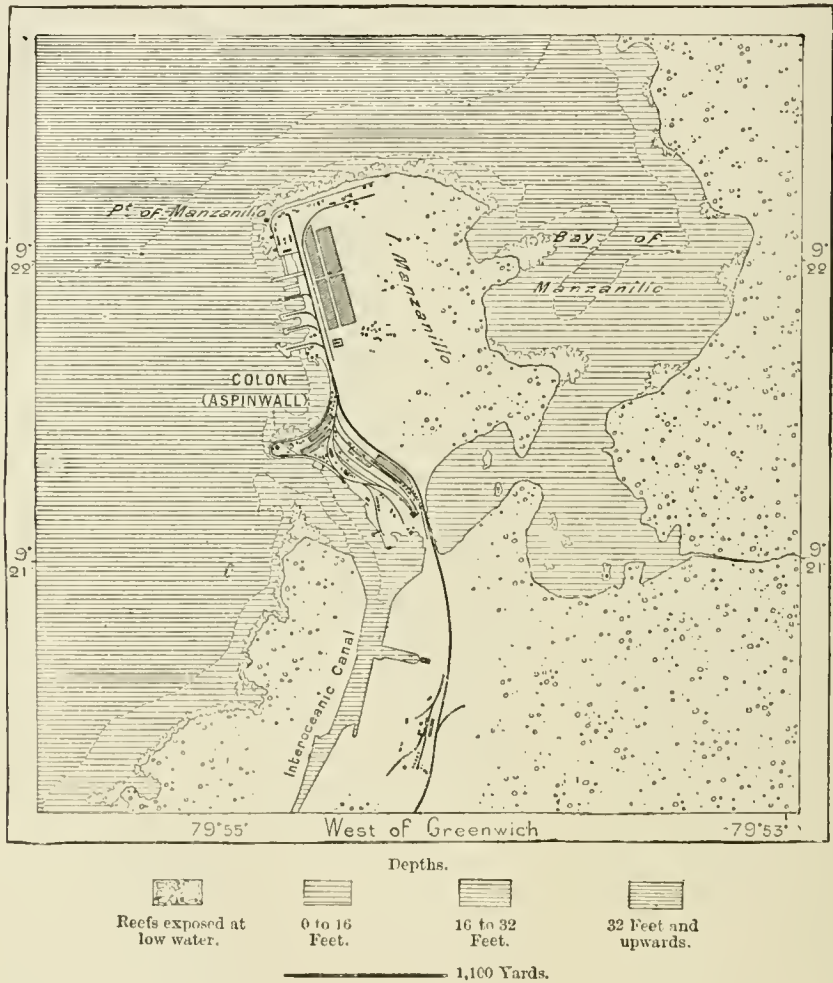 Pt. of Manzanillo
9°
22'
I. Manzanillo
Bay of
Manzanillo
9°
22'
COLON
(ASPINWALL)
9°
21'
9°
21'
Interoceanic Canal
79°55'
West of Greenwich
79°53'
Depths.
Reefs exposed at
low water.
0 to 16
Feet.
16 to 32
Feet.
32 Feet and
upwards.
1,100 Yards.